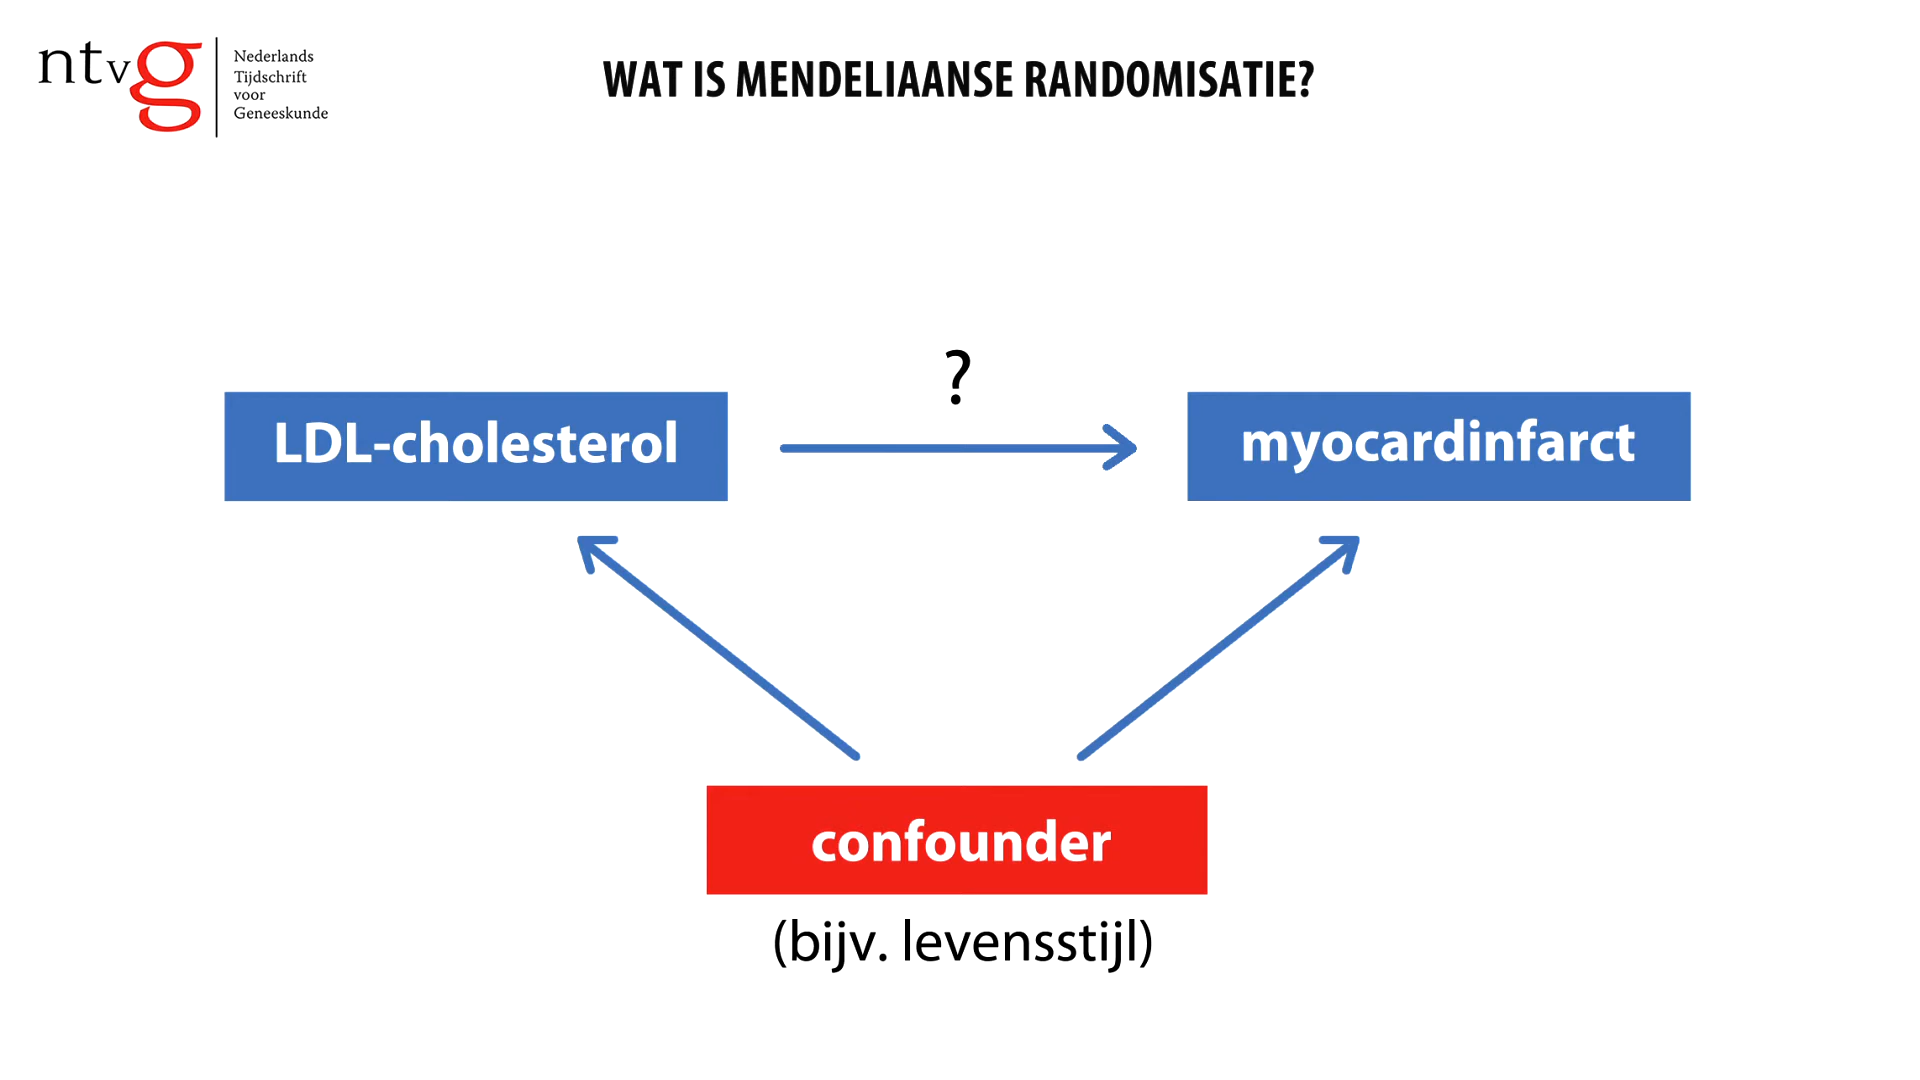 ntvg
Nederlands
Tijdschrift
voor
Geneeskunde
WAT IS MENDELIAANSE RANDOMISATIE?
?
LDL-cholesterol
myocardinfarct
confounder
(bijv. levensstijl)